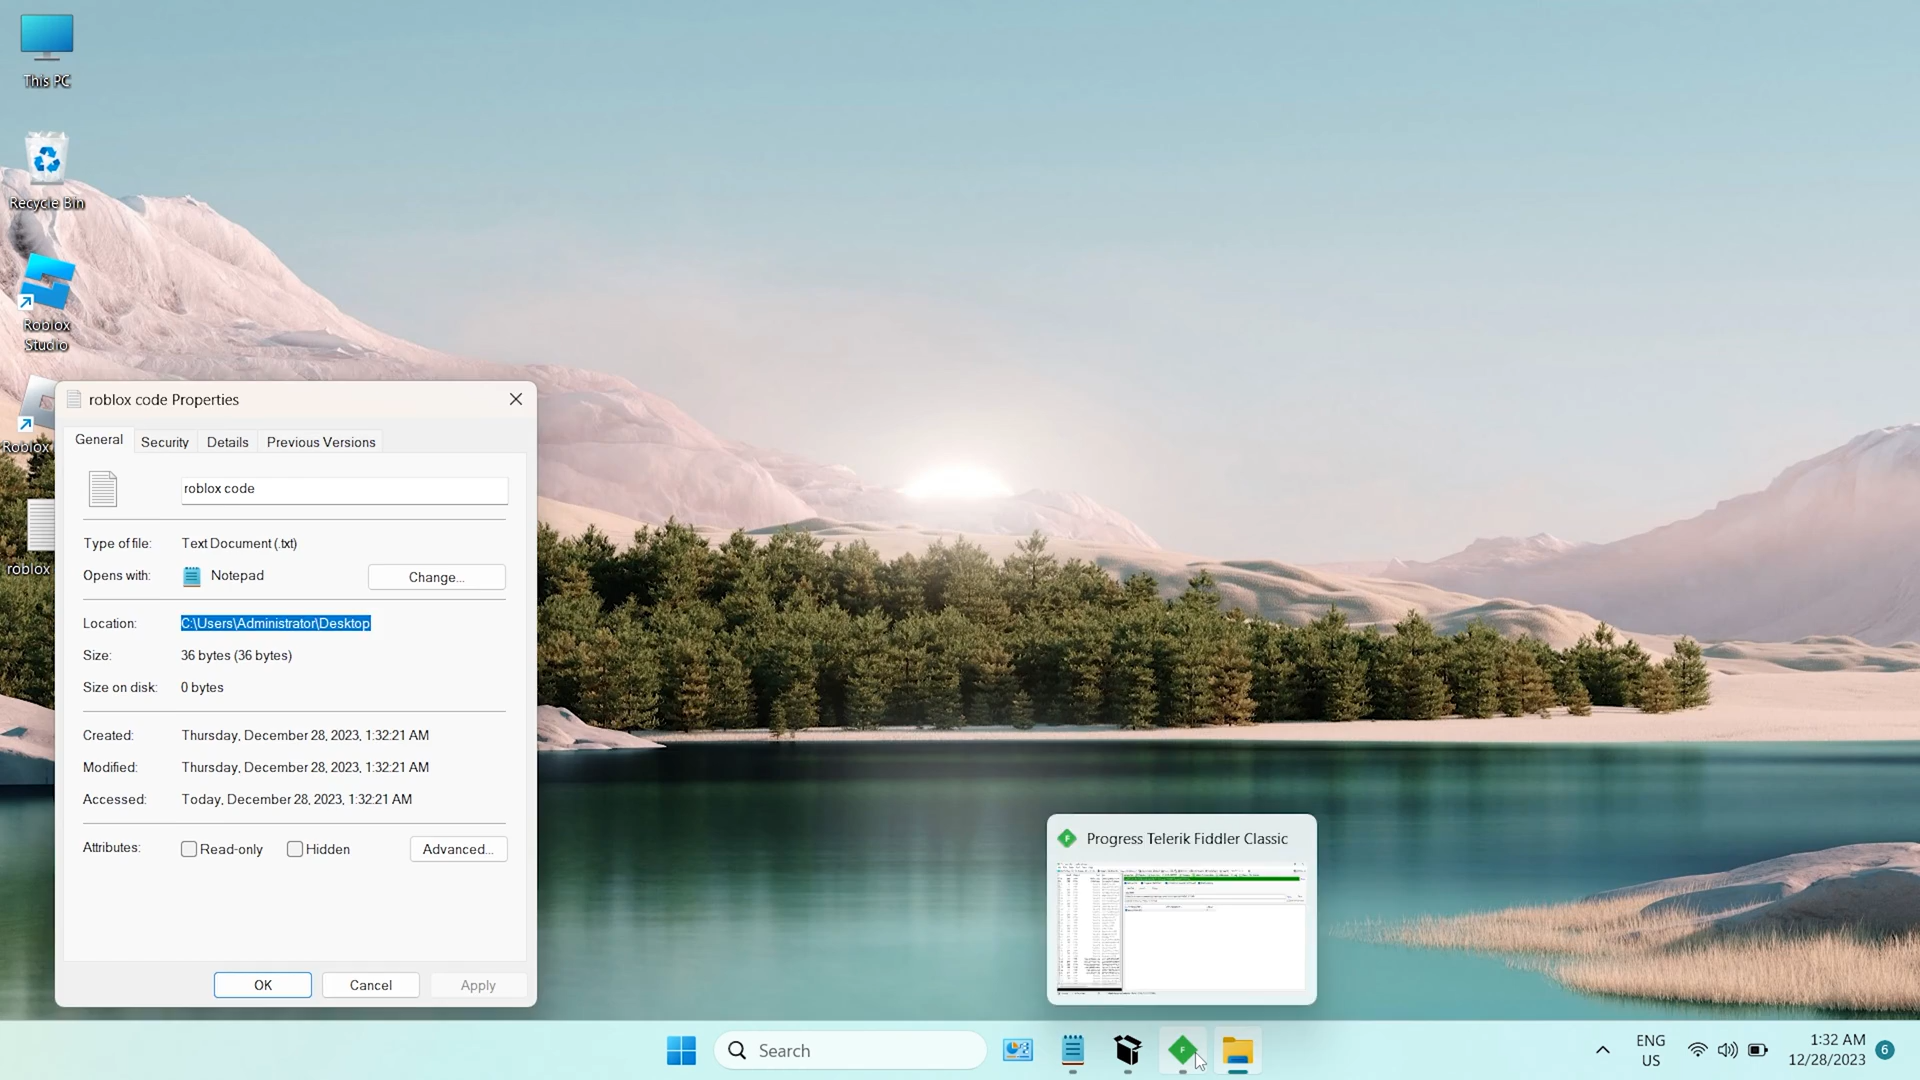 This PC
Recycle Bin
Roblox
Studio
Roblox
roblox
roblox code Properties
General
Security
Details
Previous Versions
roblox code
Type of file:
Text Document (.txt)
Opens with:
Notepad
Change...
Location:
C:\Users\Administrator\Desktop
Size:
36 bytes (36 bytes)
Size on disk:
0 bytes
Created:
Thursday, December 28, 2023, 1:32:21 AM
Modified:
Thursday, December 28, 2023, 1:32:21 AM
Accessed:
Today, December 28, 2023, 1:32:21 AM
Attributes:
Read-only
Hidden
Advanced...
OK
Cancel
Apply
Progress Telerik Fiddler Classic
Search
ENG
US
1:32 AM
12/28/2023
6